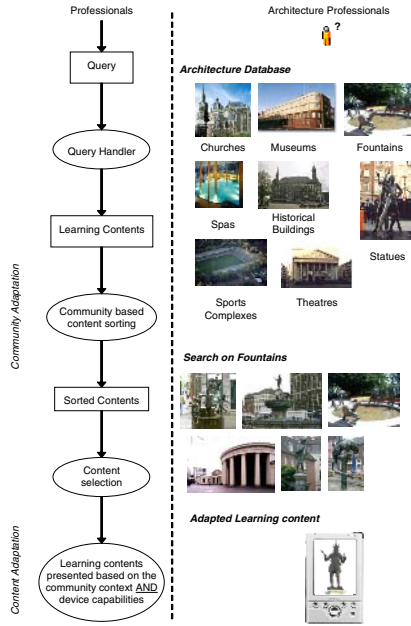 Professionals
Query
Query Handler
Learning Contents
Community based
content sorting
Sorted Contents
Content
selection
Learning contents
presented based on the
community context AND
device capabilities
Community Adaptation
Content Adaptation
Architecture Professionals
?
Architecture Database
Churches
Museums
Fountains
Spas
Historical
Buildings
Statues
Sports
Complexes
Theatres
Search on Fountains
Adapted Learning content